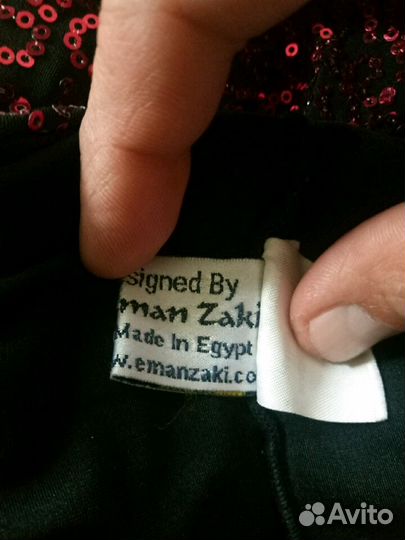 signed By
man Zaki
Made In Egypt
w.emanzaki.co
Avito